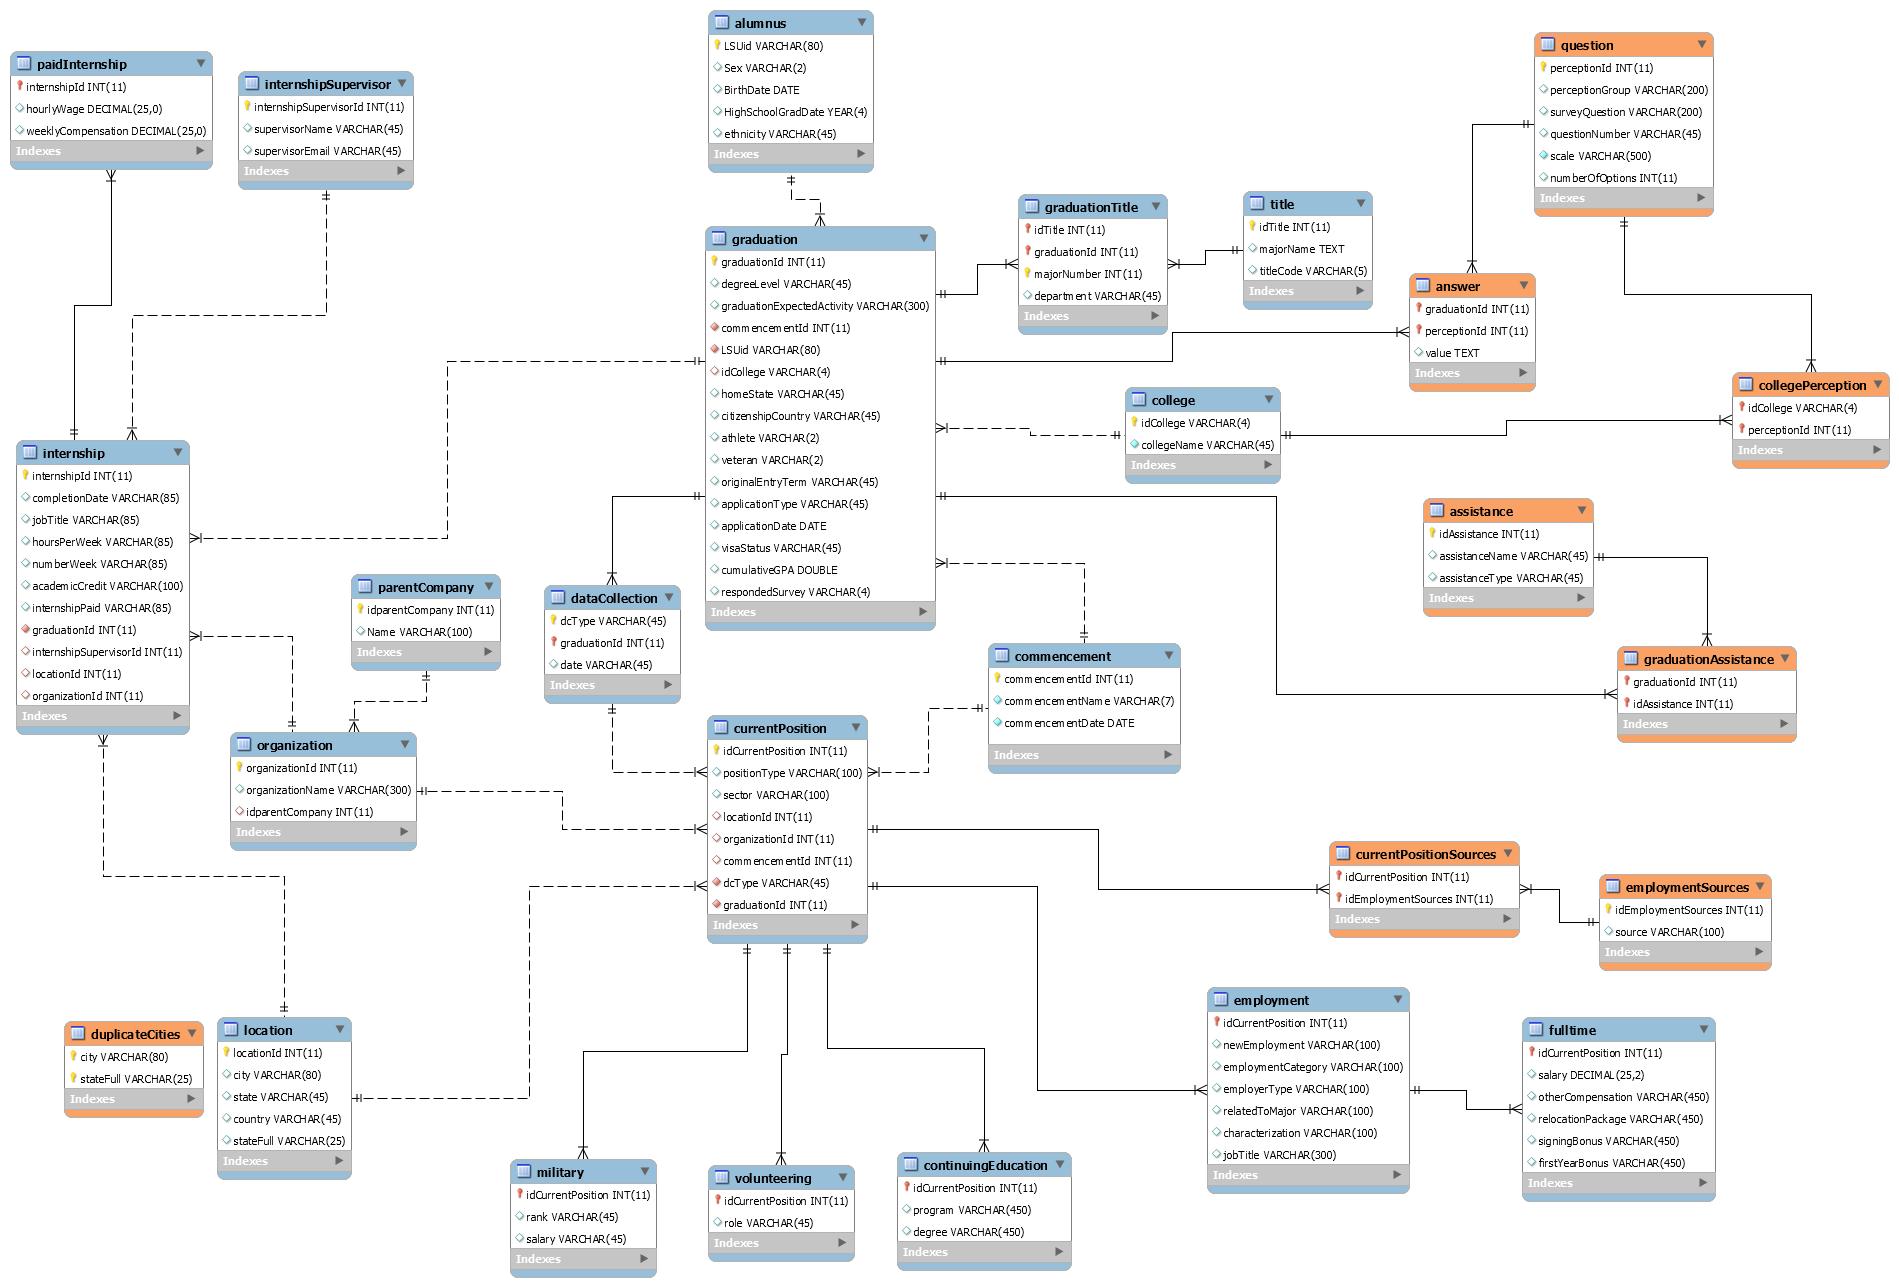 alumnus
LSUid VARCHAR(80)
Sex VARCHAR(2)
BirthDate DATE
HighSchoolGradDate YEAR(4)
ethnicity VARCHAR(45)
Indexes
paidInternship
internshipId INT(11)
hourlyWage DECIMAL(25,0)
weeklyCompensation DECIMAL(25,0)
Indexes
internshipSupervisor
internshipSupervisorId INT(11)
supervisorName VARCHAR(45)
supervisorEmail VARCHAR(45)
Indexes
question
perceptionId INT(11)
perceptionGroup VARCHAR(200)
surveyQuestion VARCHAR(200)
questionNumber VARCHAR(45)
scale VARCHAR(500)
numberOfOptions INT(11)
Indexes
graduation
graduationId INT(11)
degreeLevel VARCHAR(45)
graduationExpectedActivity VARCHAR(300)
commencementId INT(11)
LSUid VARCHAR(80)
idCollege VARCHAR(4)
homeState VARCHAR(45)
citizenshipCountry VARCHAR(45)
athlete VARCHAR(2)
veteran VARCHAR(2)
originalEntryTerm VARCHAR(45)
applicationType VARCHAR(45)
applicationDate DATE
visaStatus VARCHAR(45)
cumulativeGPA DOUBLE
respondedSurvey VARCHAR(4)
Indexes
graduationTitle
idTitle INT(11)
graduationId INT(11)
majorNumber INT(11)
department VARCHAR(45)
Indexes
title
idTitle INT(11)
majorName TEXT
titleCode VARCHAR(5)
Indexes
answer
graduationId INT(11)
perceptionId INT(11)
value TEXT
Indexes
collegePerception
idCollege VARCHAR(4)
perceptionId INT(11)
Indexes
college
idCollege VARCHAR(4)
collegeName VARCHAR(45)
Indexes
internship
internshipId INT(11)
completionDate VARCHAR(85)
jobTitle VARCHAR(85)
hoursPerWeek VARCHAR(85)
numberWeek VARCHAR(85)
academicCredit VARCHAR(100)
internshipPaid VARCHAR(85)
graduationId INT(11)
internshipSupervisorId INT(11)
locationId INT(11)
organizationId INT(11)
Indexes
parentCompany
idparentCompany INT(11)
Name VARCHAR(100)
Indexes
dataCollection
dcType VARCHAR(45)
graduationId INT(11)
date VARCHAR(45)
Indexes
assistance
idAssistance INT(11)
assistanceName VARCHAR(45)
assistanceType VARCHAR(45)
Indexes
commencement
commencementId INT(11)
commencementName VARCHAR(7)
commencementDate DATE
Indexes
graduationAssistance
graduationId INT(11)
idAssistance INT(11)
Indexes
organization
organizationId INT(11)
organizationName VARCHAR(300)
idparentCompany INT(11)
Indexes
currentPosition
idCurrentPosition INT(11)
positionType VARCHAR(100)
sector VARCHAR(100)
locationId INT(11)
organizationId INT(11)
commencementId INT(11)
dcType VARCHAR(45)
graduationId INT(11)
Indexes
currentPositionSources
idCurrentPosition INT(11)
idEmploymentSources INT(11)
Indexes
employmentSources
idEmploymentSources INT(11)
source VARCHAR(100)
Indexes
duplicateCities
city VARCHAR(80)
stateFull VARCHAR(25)
Indexes
location
locationId INT(11)
city VARCHAR(80)
state VARCHAR(45)
country VARCHAR(45)
stateFull VARCHAR(25)
Indexes
employment
idCurrentPosition INT(11)
newEmployment VARCHAR(100)
employmentCategory VARCHAR(100)
employerType VARCHAR(100)
relatedToMajor VARCHAR(100)
characterization VARCHAR(100)
jobTitle VARCHAR(300)
Indexes
fulltime
idCurrentPosition INT(11)
salary DECIMAL(25,2)
otherCompensation VARCHAR(450)
relocationPackage VARCHAR(450)
signingBonus VARCHAR(450)
firstYearBonus VARCHAR(450)
Indexes
military
idCurrentPosition INT(11)
rank VARCHAR(45)
salary VARCHAR(45)
Indexes
volunteering
idCurrentPosition INT(11)
role VARCHAR(45)
Indexes
continuingEducation
idCurrentPosition INT(11)
program VARCHAR(450)
degree VARCHAR(450)
Indexes